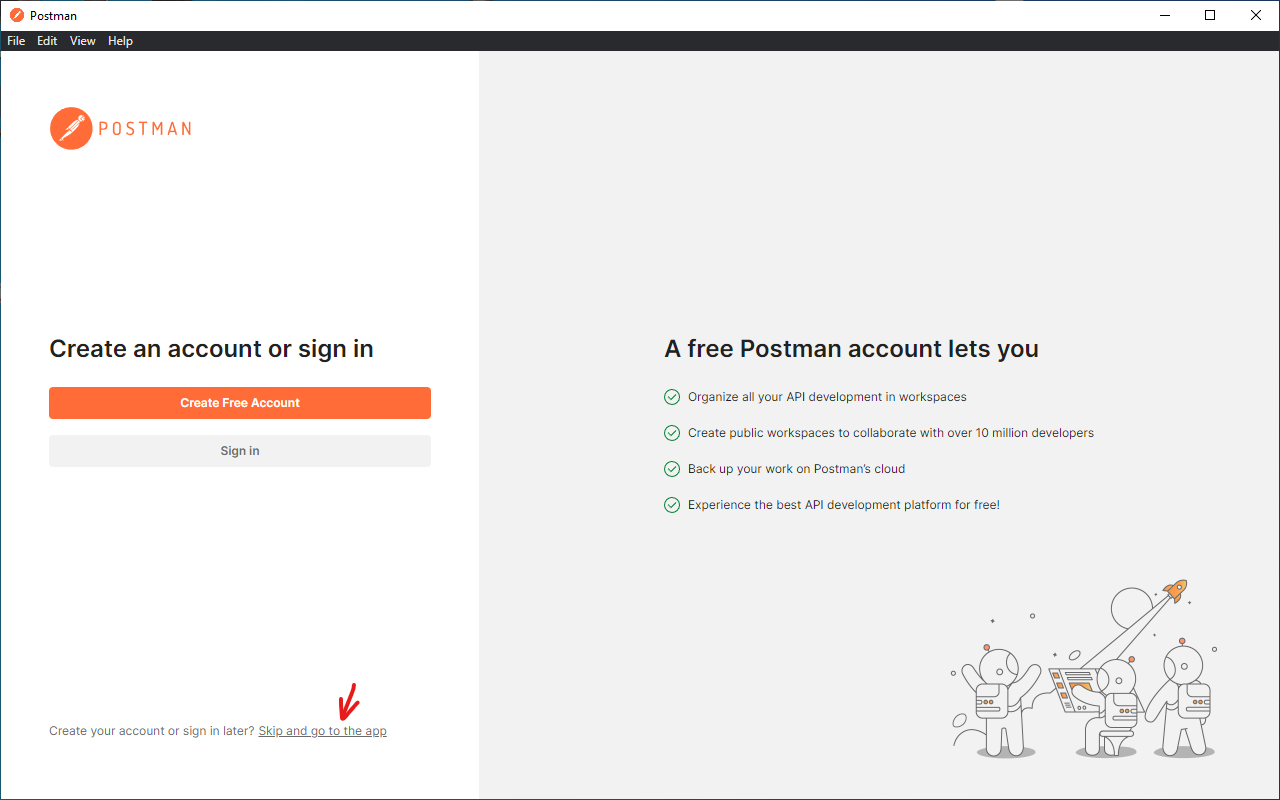 Postman
File Edit View Help
POSTMAN
Create an account or sign in
Create Free Account
Sign in
Create your account or sign in later? Skip and go to the app
A free Postman account lets you
Organize all your API development in workspaces
Create public workspaces to collaborate with over 10 million developers
Back up your work on Postman's cloud
Experience the best API development platform for free!